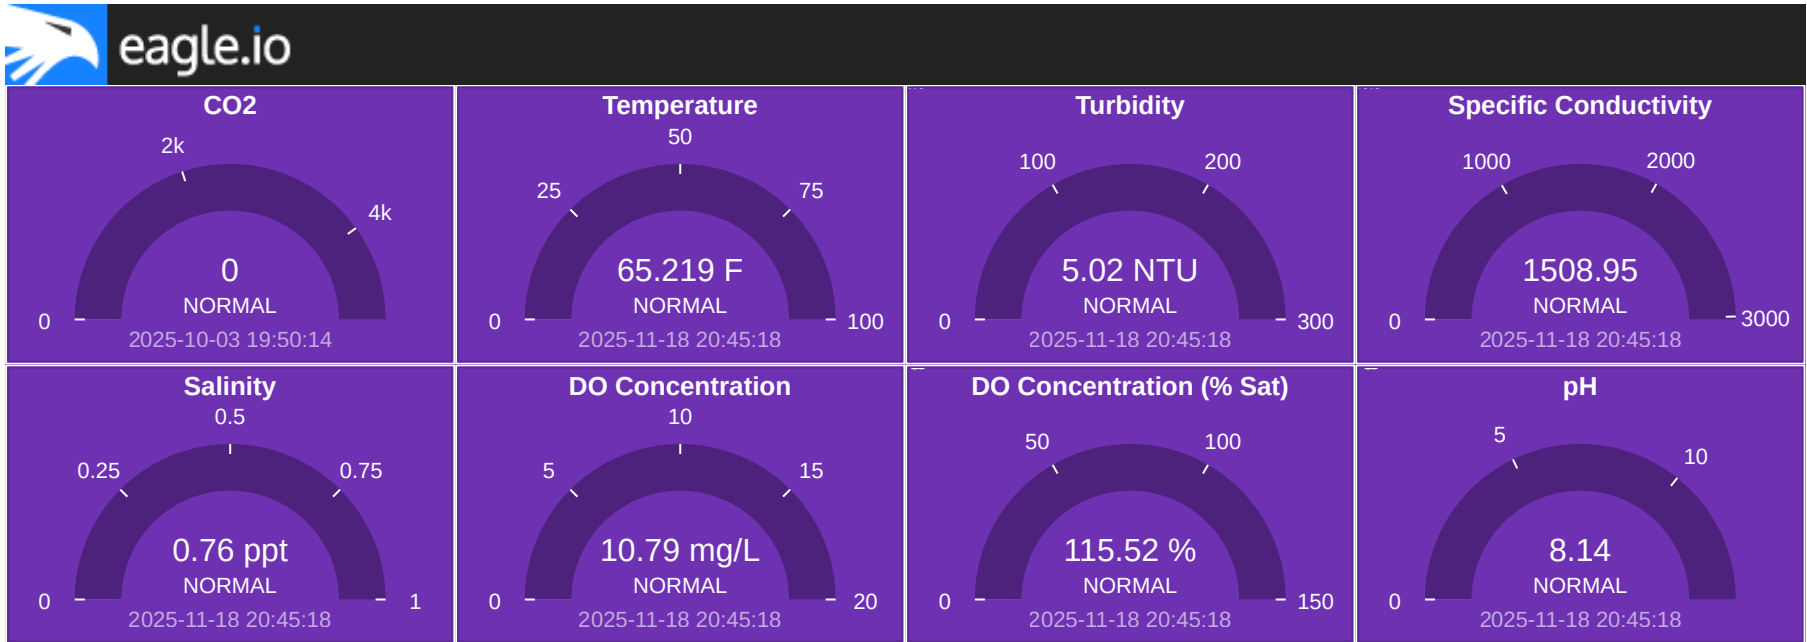 eagle.io
CO2
2k
4k
0
0
NORMAL
2025-10-03 19:50:14
Temperature
50
25
75
65.219 F
NORMAL
0
100
2025-11-18 20:45:18
Turbidity
100
200
5.02 NTU
NORMAL
0
300
2025-11-18 20:45:18
Specific Conductivity
1000
2000
1508.95
NORMAL
0
3000
2025-11-18 20:45:18
Salinity
0.5
0.25
0.75
0.76 ppt
NORMAL
0
1
2025-11-18 20:45:18
DO Concentration
10
5
15
10.79 mg/L
NORMAL
0
20
2025-11-18 20:45:18
DO Concentration (% Sat)
50
100
115.52 %
NORMAL
0
150
2025-11-18 20:45:18
pH
5
10
8.14
NORMAL
0
2025-11-18 20:45:18